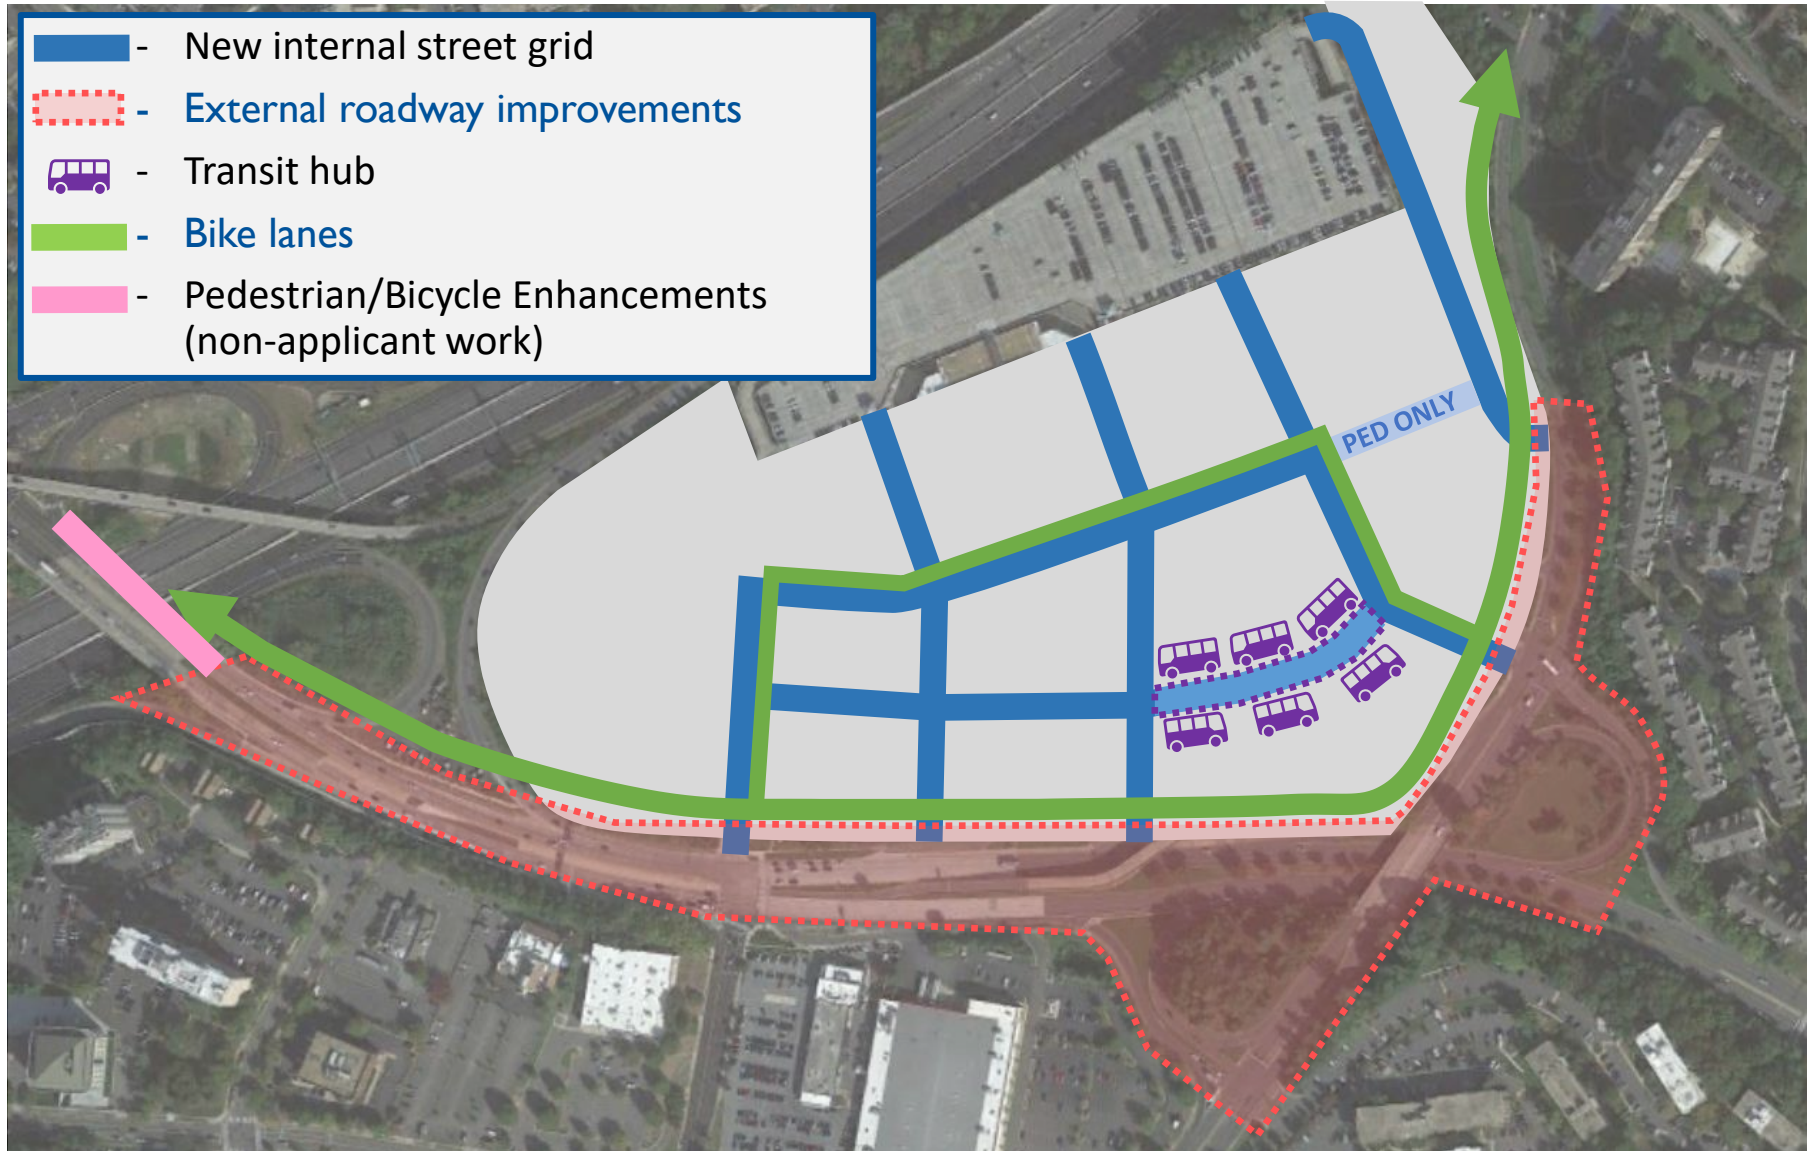 - New internal street grid
- External roadway improvements
- Transit hub
- Bike lanes
- Pedestrian/Bicycle Enhancements
(non-applicant work)
PED ONLY